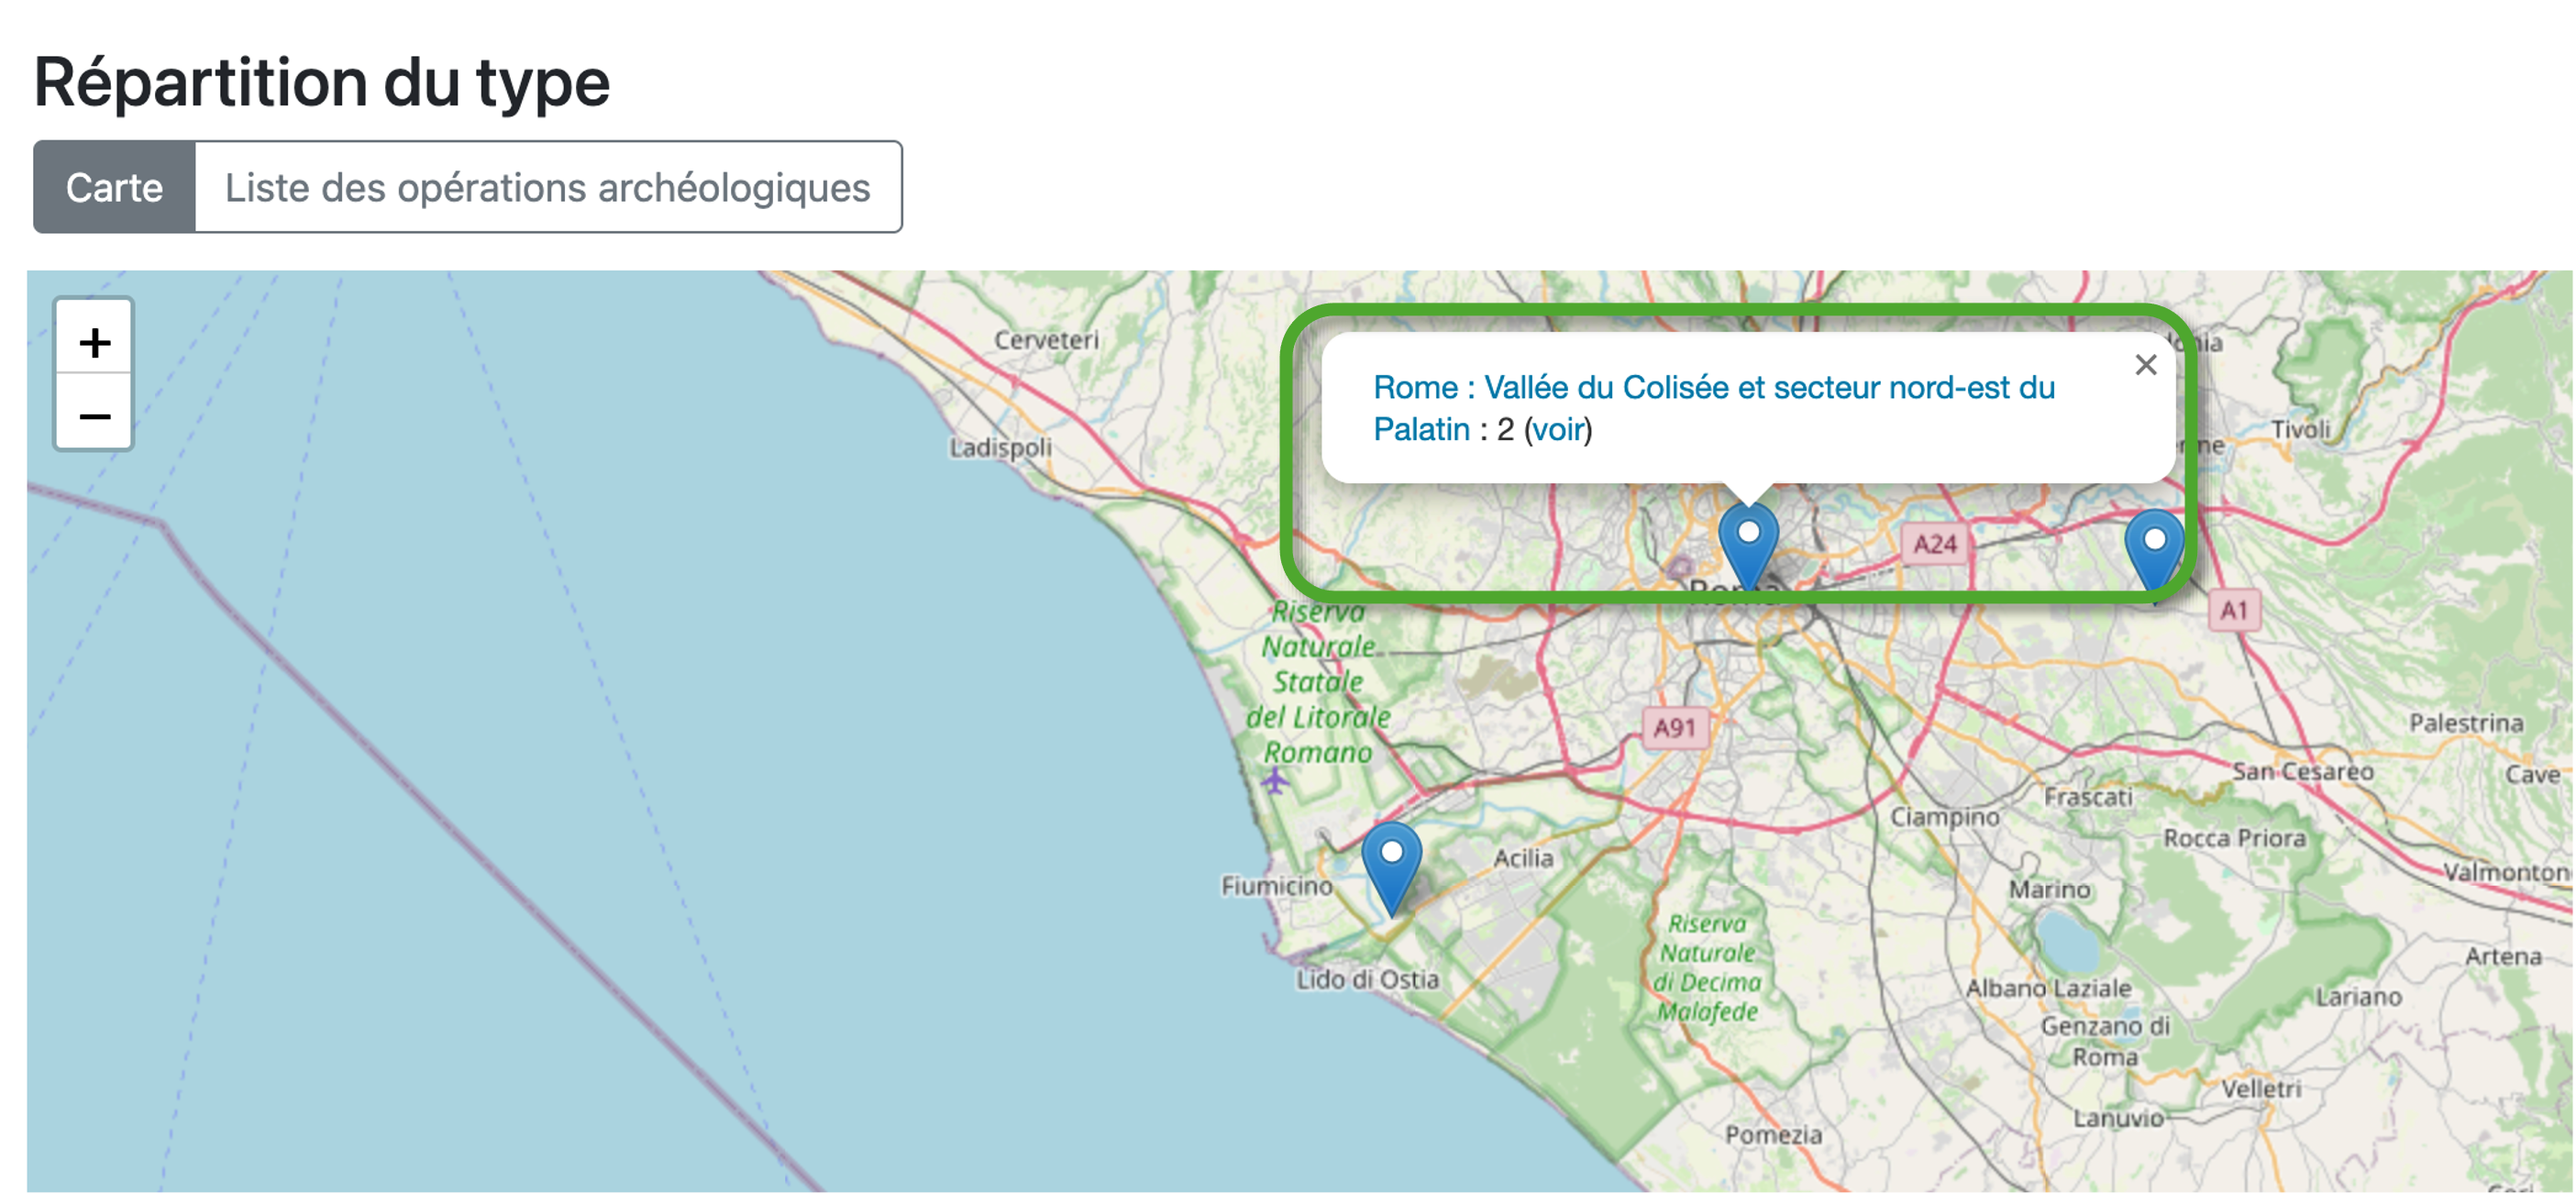 Répartition du type
Carte
Liste des opérations archéologiques
+
−
Cerveteri
Rome : Vallée du Colisée et secteur nord-est du
Palatin : 2 (voir)
×
Ladispoli
Tivoli
A24
Roma
A1
Riserva
Naturale
Statale
del Litorale
Romano
A91
Palestrina
San Cesareo
Cave
Frascati
Ciampino
Rocca Priora
Acilia
Fiumicino
Marino
Valmonton
Riserva
Naturale
di Decima
Malafede
Artena
Lido di Ostia
Albano Laziale
Lariano
Genzano di
Roma
Velletri
Lanuvio
Pomezia